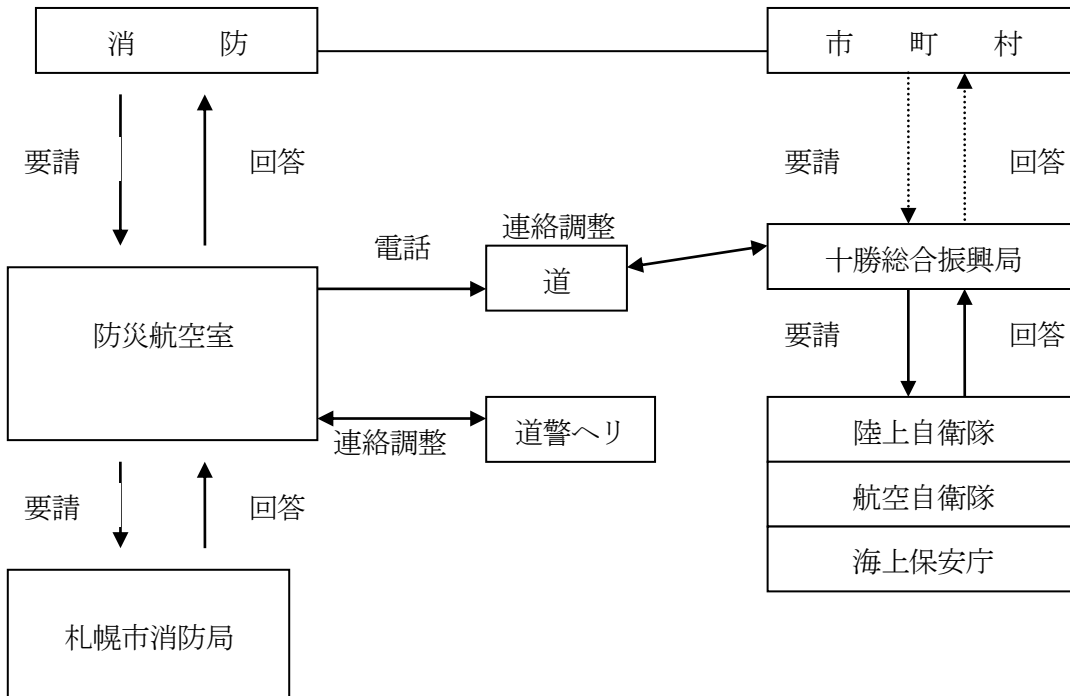 消 防
市 町 村
要請
回答
要請
回答
電話
連絡調整
道
十勝総合振興局
防災航空室
要請
回答
連絡調整
道警ヘリ
陸上自衛隊
航空自衛隊
海上保安庁
要請
回答
札幌市消防局